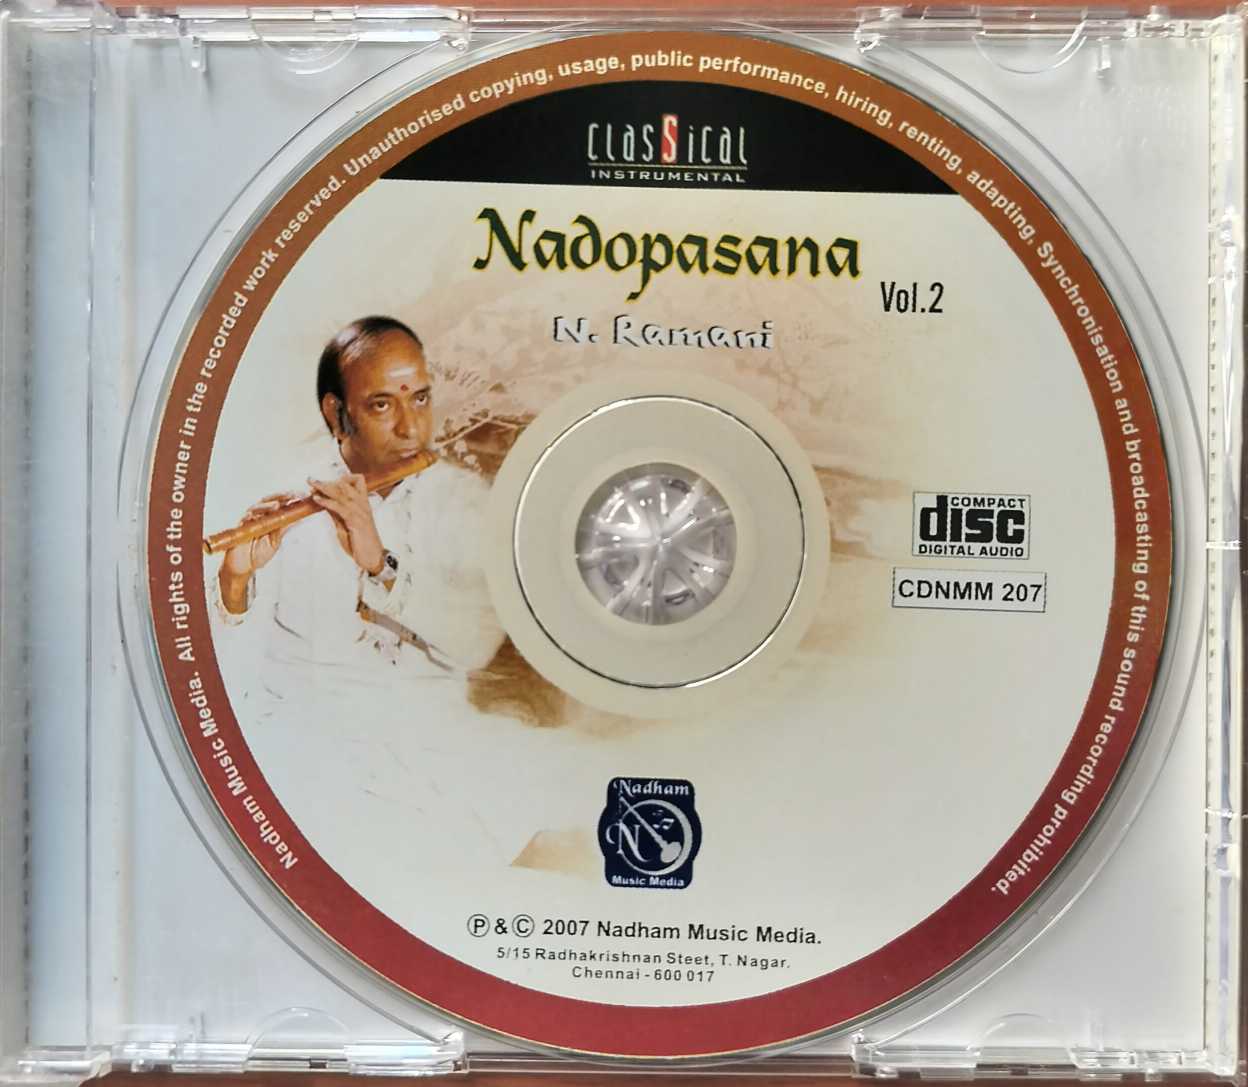 Nadham Music Media. All rights of the owner in the recorded work reserved. Unauthorised copying, usage, public performance, hiring, renting, adapting, Synchronisation and broadcasting of this sound recording prohibited.
classical
INSTRUMENTAL
Nadopasana
Vol.2
N. Ramani
COMPACT
disc
DIGITAL AUDIO
CDNMM 207
Nadham
N
Music Media
Ⓟ & © 2007 Nadham Music Media.
5/15 Radhakrishnan Steet, T. Nagar.
Chennai - 600 017